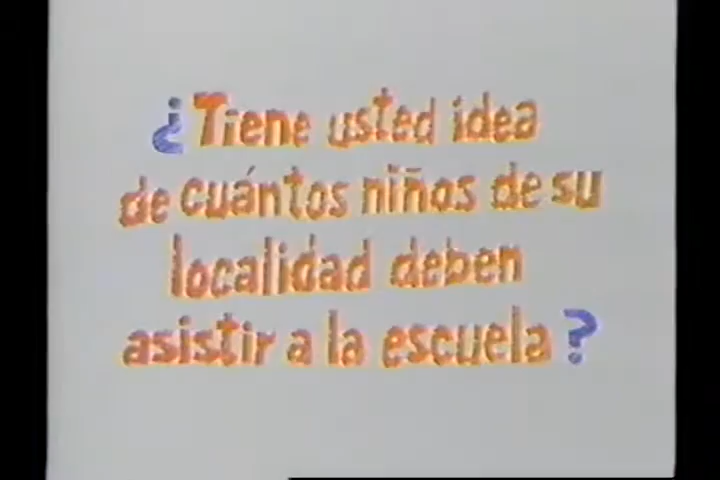 ¿Tiene usted idea
de cuántos niños de su
localidad deben
asistir a la escuela?